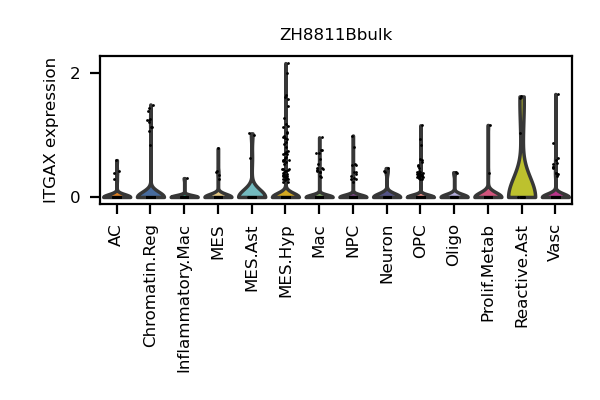 ZH8811Bbulk
ITGAX expression
2
0
AC
Chromatin.Reg
Inflammatory.Mac
MES
MES.Ast
MES.Hyp
Mac
NPC
Neuron
OPC
Oligo
Prolif.Metab
Reactive.Ast
Vasc